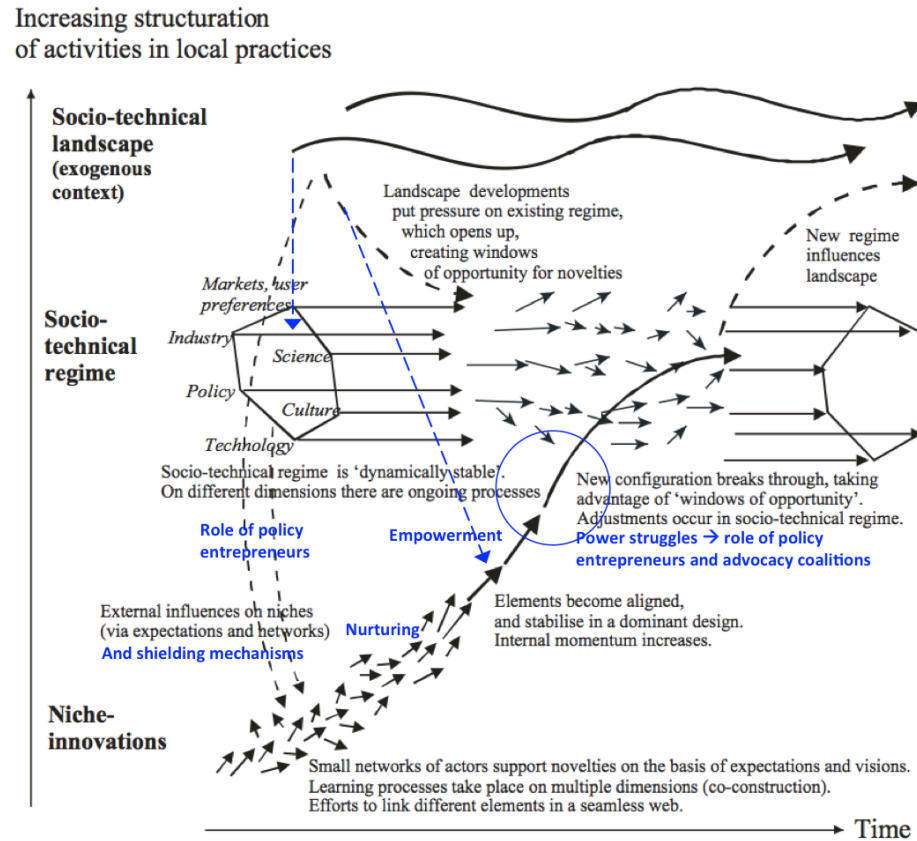 Increasing structuration
of activities in local practices
Socio-technical
landscape
(exogenous
context)
Landscape developments
put pressure on existing regime,
which opens up,
creating windows
of opportunity for novelties
New regime
influences
landscape
Markets, user
preferences
Socio-
technical
regime
Industry
Science
Policy
Culture
Technology
Socio-technical regime is ‘dynamically stable’.
On different dimensions there are ongoing processes
New configuration breaks through, taking
advantage of ‘windows of opportunity’.
Adjustments occur in socio-technical regime.
Role of policy
entrepreneurs
Empowerment
Power struggles → role of policy
entrepreneurs and advocacy coalitions
External influences on niches
(via expectations and networks)
And shielding mechanisms
Nurturing
Elements become aligned,
and stabilise in a dominant design.
Internal momentum increases.
Niche-
innovations
Small networks of actors support novelties on the basis of expectations and visions.
Learning processes take place on multiple dimensions (co-construction).
Efforts to link different elements in a seamless web.
Time